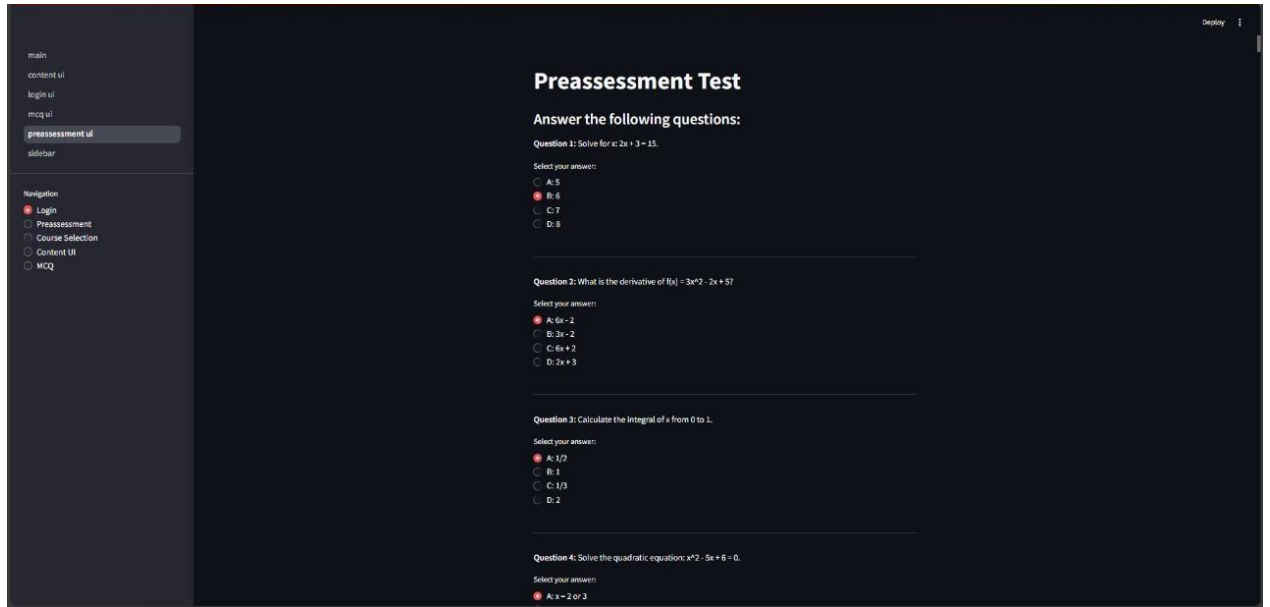 Deploy
main
content ui
login ui
mcq ui
preassessment ui
sidebar
Navigation
Login
Preassessment
Course Selection
Content UI
MCQ
Preassessment Test
Answer the following questions:
Question 1: Solve for x: 2x + 3 = 15.
Select your answer:
A: 5
B: 6
C: 7
D: 8
Question 2: What is the derivative of f(x) = 3x^2 - 2x + 5?
Select your answer:
A: 6x - 2
B: 3x - 2
C: 6x + 2
D: 2x + 3
Question 3: Calculate the integral of x from 0 to 1.
Select your answer:
A: 1/2
B: 1
C: 1/3
D: 2
Question 4: Solve the quadratic equation: x^2 - 5x + 6 = 0.
Select your answer:
A: x = 2 or 3